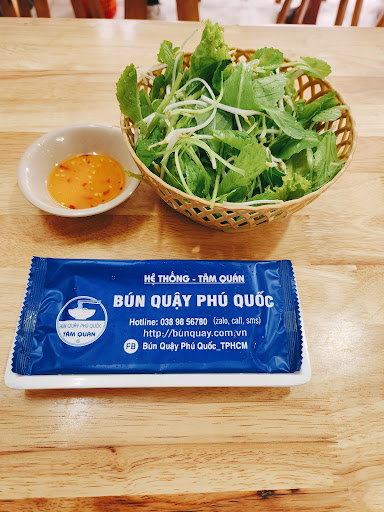 HỆ THỐNG - TÂM QUÁN
BÚN QUẬY PHÚ QUỐC
Hotline: 038 98 56780 (zalo, call, sms)
http://bunquay.com.vn
FB Bún Quậy Phú Quốc_TPHCM
BÚN QUẬY PHÚ QUỐC
TÂM QUÁN